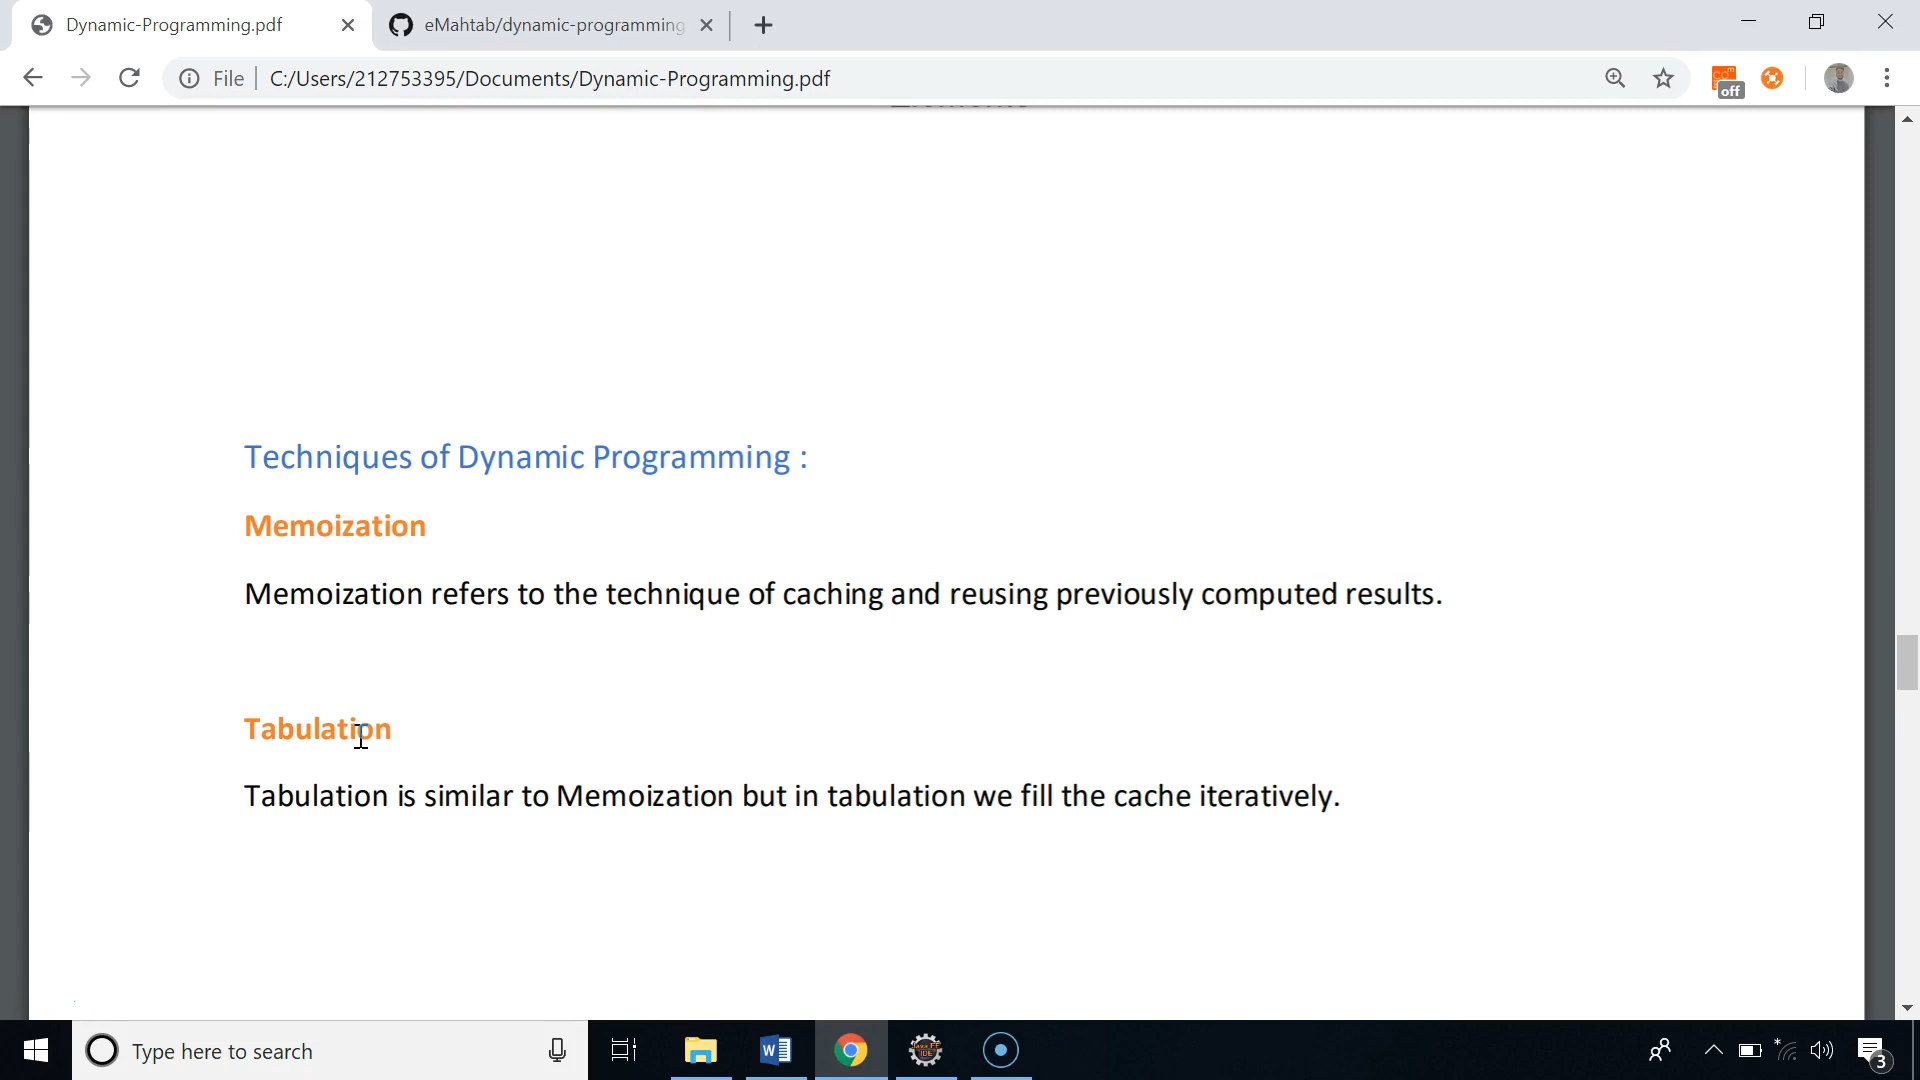 Dynamic-Programming.pdf
eMahtab/dynamic-programming
File
C:/Users/212753395/Documents/Dynamic-Programming.pdf
off
Techniques of Dynamic Programming :
Memoization
Memoization refers to the technique of caching and reusing previously computed results.
Tabulation
Tabulation is similar to Memoization but in tabulation we fill the cache iteratively.
Type here to search
3